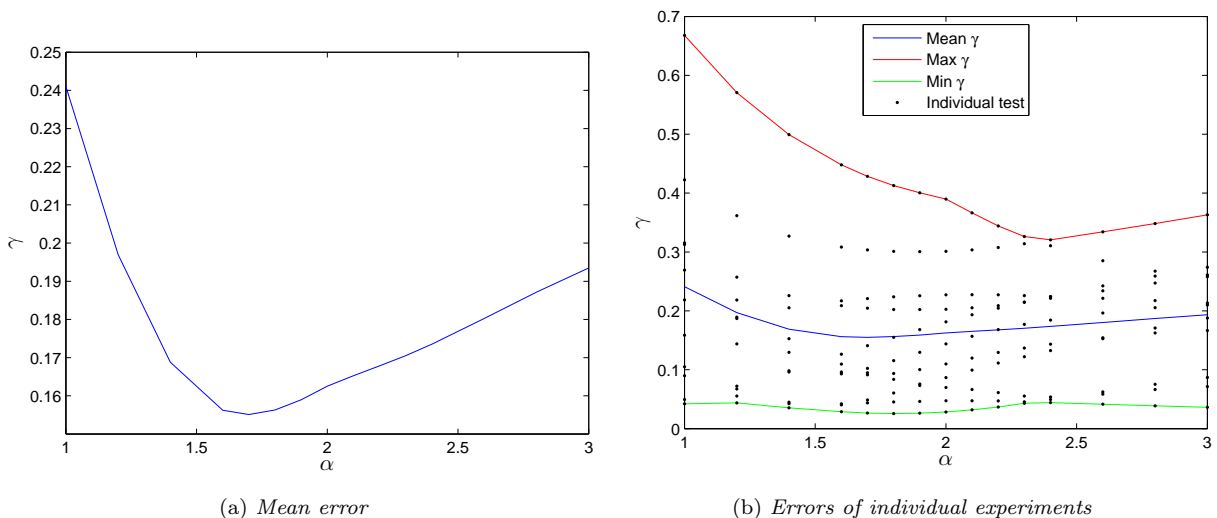 0.25
0.24
0.23
0.22
0.21
0.2
0.19
0.18
0.17
0.16
γ
1
1.5
2
2.5
3
α
(a) Mean error
0.7
0.6
0.5
0.4
0.3
0.2
0.1
0
γ
Mean γ
Max γ
Min γ
Individual test
1
1.5
2
2.5
3
α
(b) Errors of individual experiments